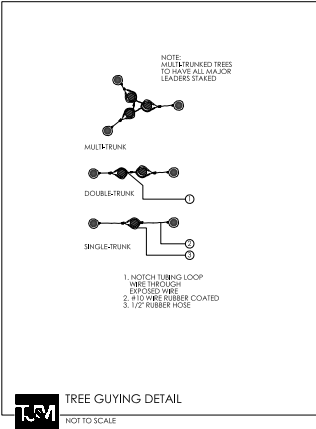 NOTE:
MULTI-TRUNKED TREES
TO HAVE ALL MAJOR
LEADERS STAKED
MULTI-TRUNK
DOUBLE-TRUNK
1
SINGLE-TRUNK
2
3
1. NOTCH TUBING LOOP
WIRE THROUGH
EXPOSED WIRE
2. #10 WIRE RUBBER COATED
3. 1/2" RUBBER HOSE
TREE GUYING DETAIL
NOT TO SCALE